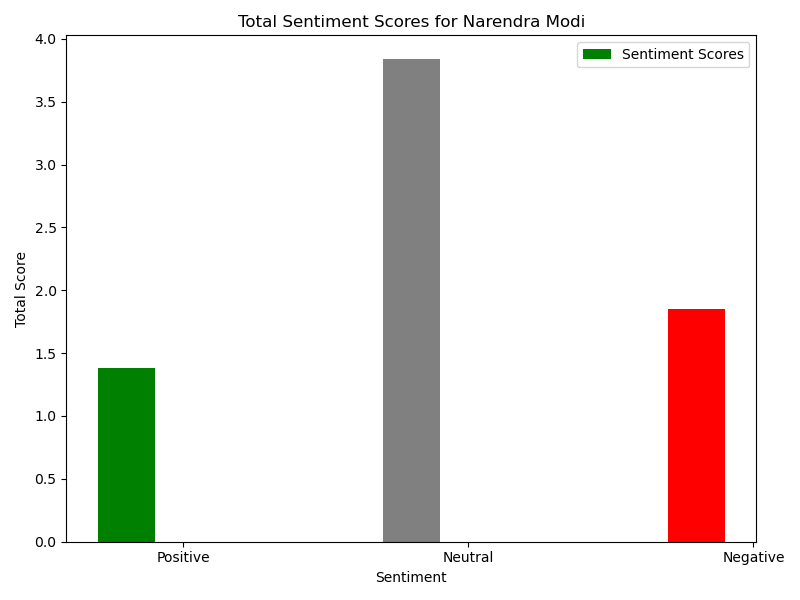 Total Sentiment Scores for Narendra Modi
Sentiment Scores
Total Score
4.0
3.5
3.0
2.5
2.0
1.5
1.0
0.5
0.0
Positive Neutral Negative
Sentiment